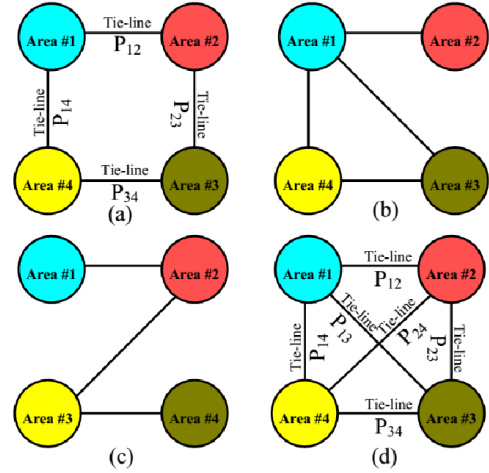 Area #1
Tie-line
P12
Area #2
Tie-line
P14
Tie-line
P23
Area #4
Tie-line
P34
Area #3
(a)
Area #1
Area #2
Area #4
Area #3
(b)
Area #1
Area #2
Area #3
Area #4
(c)
Area #1
Tie-line
P12
Area #2
Tie-line
P14
Tie-line
P13
Tie-line
P24
Tie-line
P23
Area #4
Tie-line
P34
Area #3
(d)